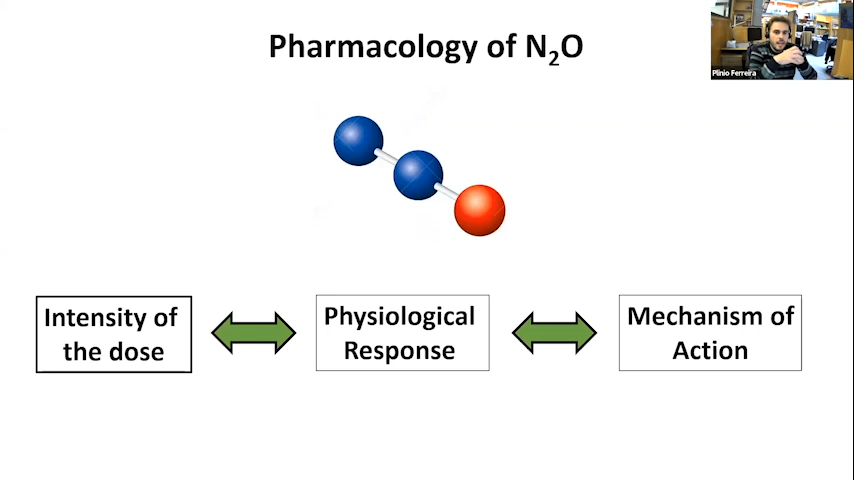 Pharmacology of N₂O
Plinio Ferreira
Intensity of
the dose
Physiological
Response
Mechanism of
Action